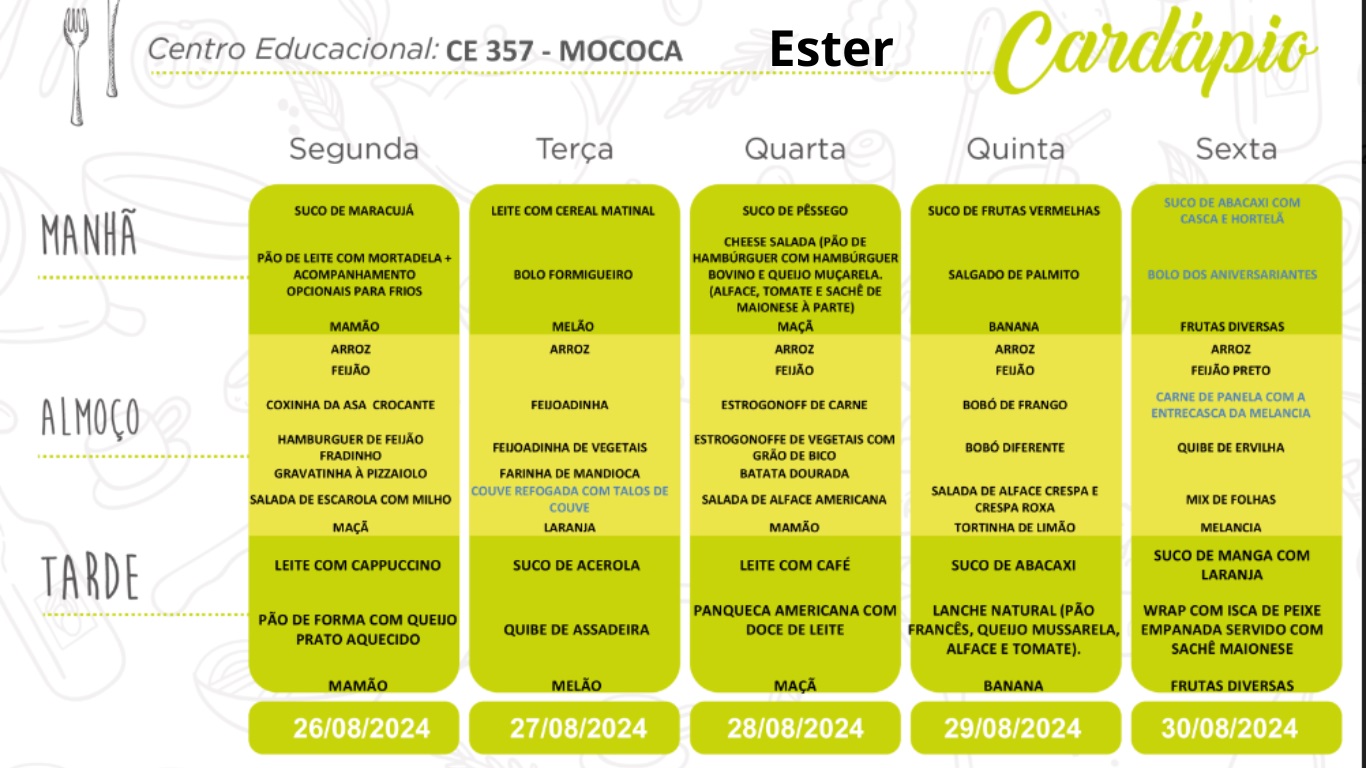 Centro Educacional: CE 357 - MOCOCA
Ester
Cardápio
Segunda
Terça
Quarta
Quinta
Sexta
MANHÃ
SUCO DE MARACUJÁ
LEITE COM CEREAL MATINAL
SUCO DE PÊSSEGO
SUCO DE FRUTAS VERMELHAS
SUCO DE ABACAXI COM
CASCA E HORTELÃ
PÃO DE LEITE COM MORTADELA +
ACOMPANHAMENTO
OPCIONAIS PARA FRIOS
BOLO FORMIGUEIRO
CHEESE SALADA (PÃO DE
HAMBÚRGUER COM HAMBÚRGUER
BOVINO E QUEIJO MUÇARELA.
(ALFACE, TOMATE E SACHÊ DE
MAIONESE À PARTE)
SALGADO DE PALMITO
BOLO DOS ANIVERSARIANTES
MAMÃO
MELÃO
MAÇÃ
BANANA
FRUTAS DIVERSAS
ALMOÇO
ARROZ
ARROZ
ARROZ
ARROZ
ARROZ
FEIJÃO
FEIJÃO
FEIJÃO
FEIJÃO PRETO
COXINHA DA ASA CROCANTE
FEIJOADINHA
ESTROGONOFF DE CARNE
BOBÓ DE FRANGO
CARNE DE PANELA COM A
ENTRECASCA DA MELANCIA
HAMBURGUER DE FEIJÃO
FRADINHO
FEIJOADINHA DE VEGETAIS
ESTROGONOFFE DE VEGETAIS COM
GRÃO DE BICO
BOBÓ DIFERENTE
QUIBE DE ERVILHA
GRAVATINHA À PIZZAIOLO
FARINHA DE MANDIOCA
BATATA DOURADA
SALADA DE ESCAROLA COM MILHO
COUVE REFOGADA COM TALOS DE
COUVE
SALADA DE ALFACE AMERICANA
SALADA DE ALFACE CRESPA E
CRESPA ROXA
MIX DE FOLHAS
MAÇÃ
LARANJA
MAMÃO
TORTINHA DE LIMÃO
MELANCIA
TARDE
LEITE COM CAPPUCCINO
SUCO DE ACEROLA
LEITE COM CAFÉ
SUCO DE ABACAXI
SUCO DE MANGA COM
LARANJA
PÃO DE FORMA COM QUEIJO
PRATO AQUECIDO
QUIBE DE ASSADEIRA
PANQUECA AMERICANA COM
DOCE DE LEITE
LANCHE NATURAL (PÃO
FRANCÊS, QUEIJO MUSSARELA,
ALFACE E TOMATE).
WRAP COM ISCA DE PEIXE
EMPANADA SERVIDO COM
SACHÊ MAIONESE
MAMÃO
MELÃO
MAÇÃ
BANANA
FRUTAS DIVERSAS
26/08/2024
27/08/2024
28/08/2024
29/08/2024
30/08/2024